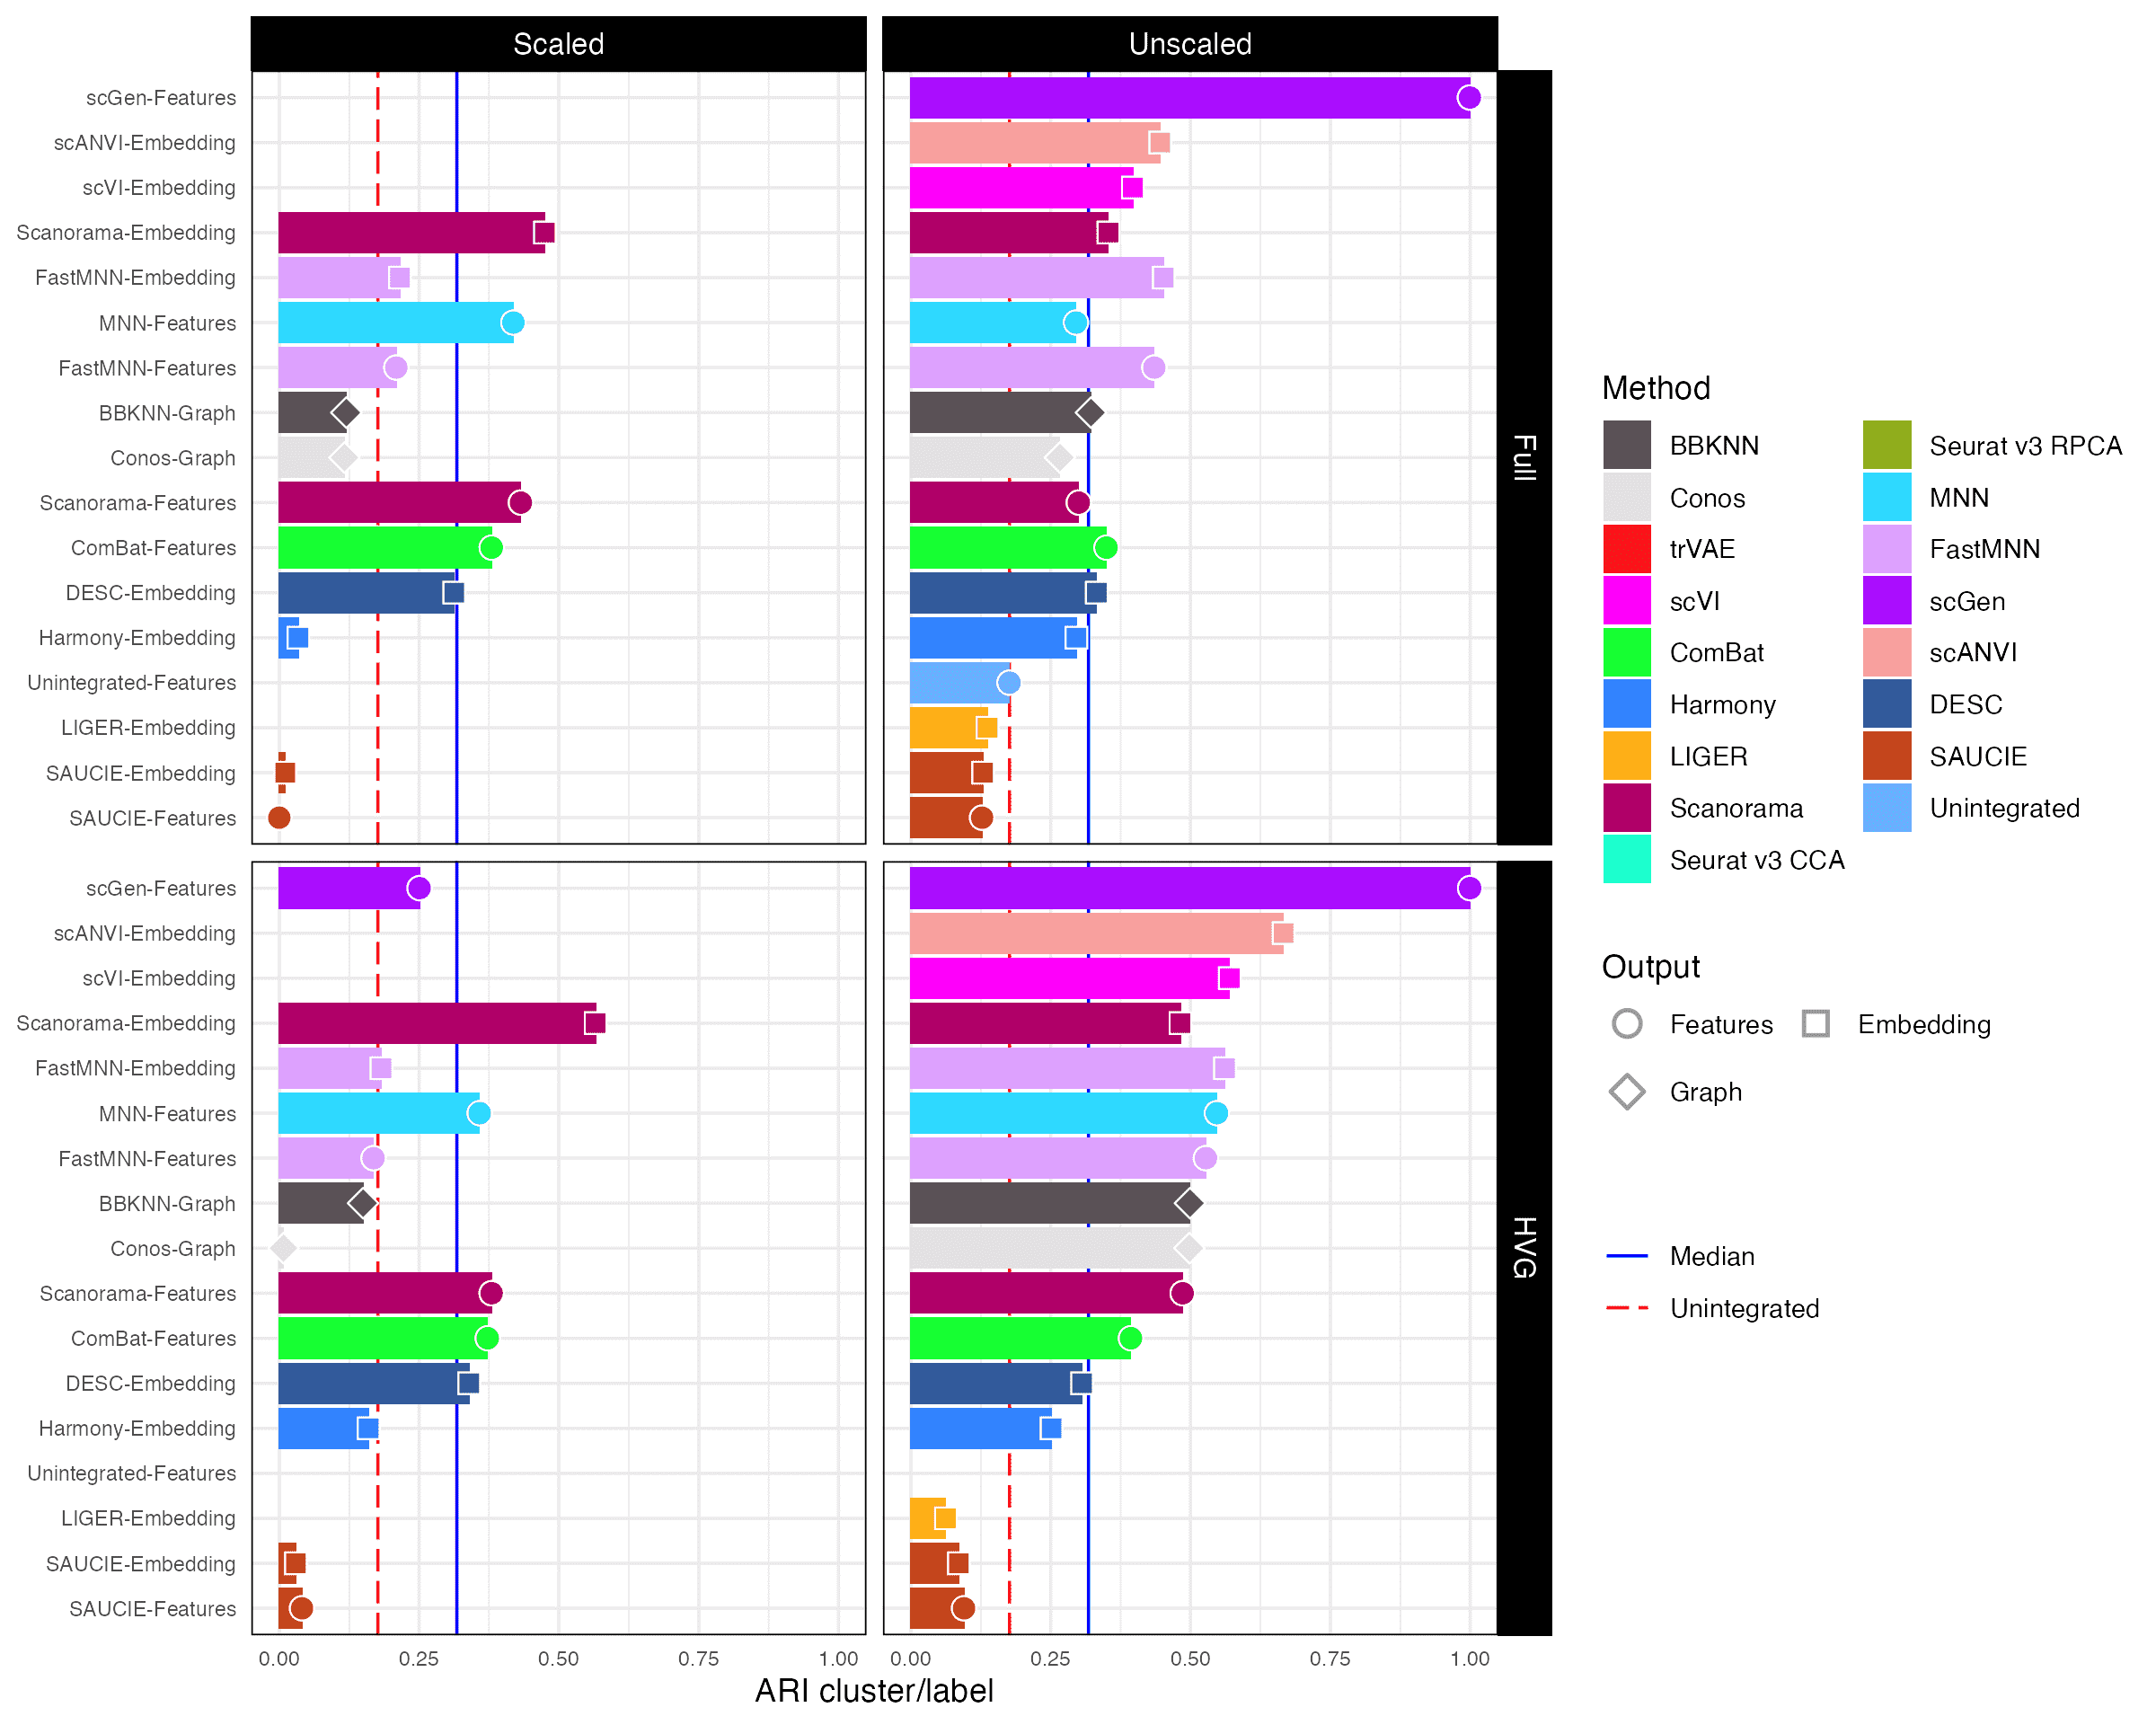 Scaled
Unscaled
Full
scGen-Features
scANVI-Embedding
scVI-Embedding
Scanorama-Embedding
FastMNN-Embedding
MNN-Features
FastMNN-Features
BBKNN-Graph
Conos-Graph
Scanorama-Features
ComBat-Features
DESC-Embedding
Harmony-Embedding
Unintegrated-Features
LIGER-Embedding
SAUCIE-Embedding
SAUCIE-Features
HVG
scGen-Features
scANVI-Embedding
scVI-Embedding
Scanorama-Embedding
FastMNN-Embedding
MNN-Features
FastMNN-Features
BBKNN-Graph
Conos-Graph
Scanorama-Features
ComBat-Features
DESC-Embedding
Harmony-Embedding
Unintegrated-Features
LIGER-Embedding
SAUCIE-Embedding
SAUCIE-Features
0.00 0.25 0.50 0.75 1.00 0.00 0.25 0.50 0.75 1.00
ARI cluster/label
Method
BBKNN
Conos
trVAE
scVI
ComBat
Harmony
LIGER
Scanorama
Seurat v3 CCA
Seurat v3 RPCA
MNN
FastMNN
scGen
scANVI
DESC
SAUCIE
Unintegrated
Output
Features
Embedding
Graph
Median
Unintegrated